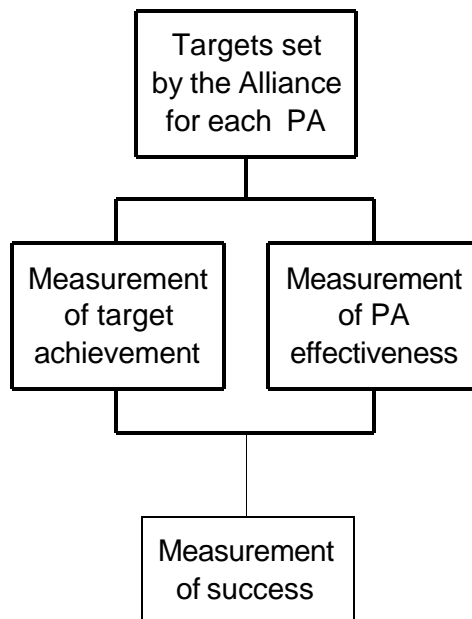 Targets set
by the Alliance
for each PA
Measurement
of target
achievement
Measurement
of PA
effectiveness
Measurement
of success